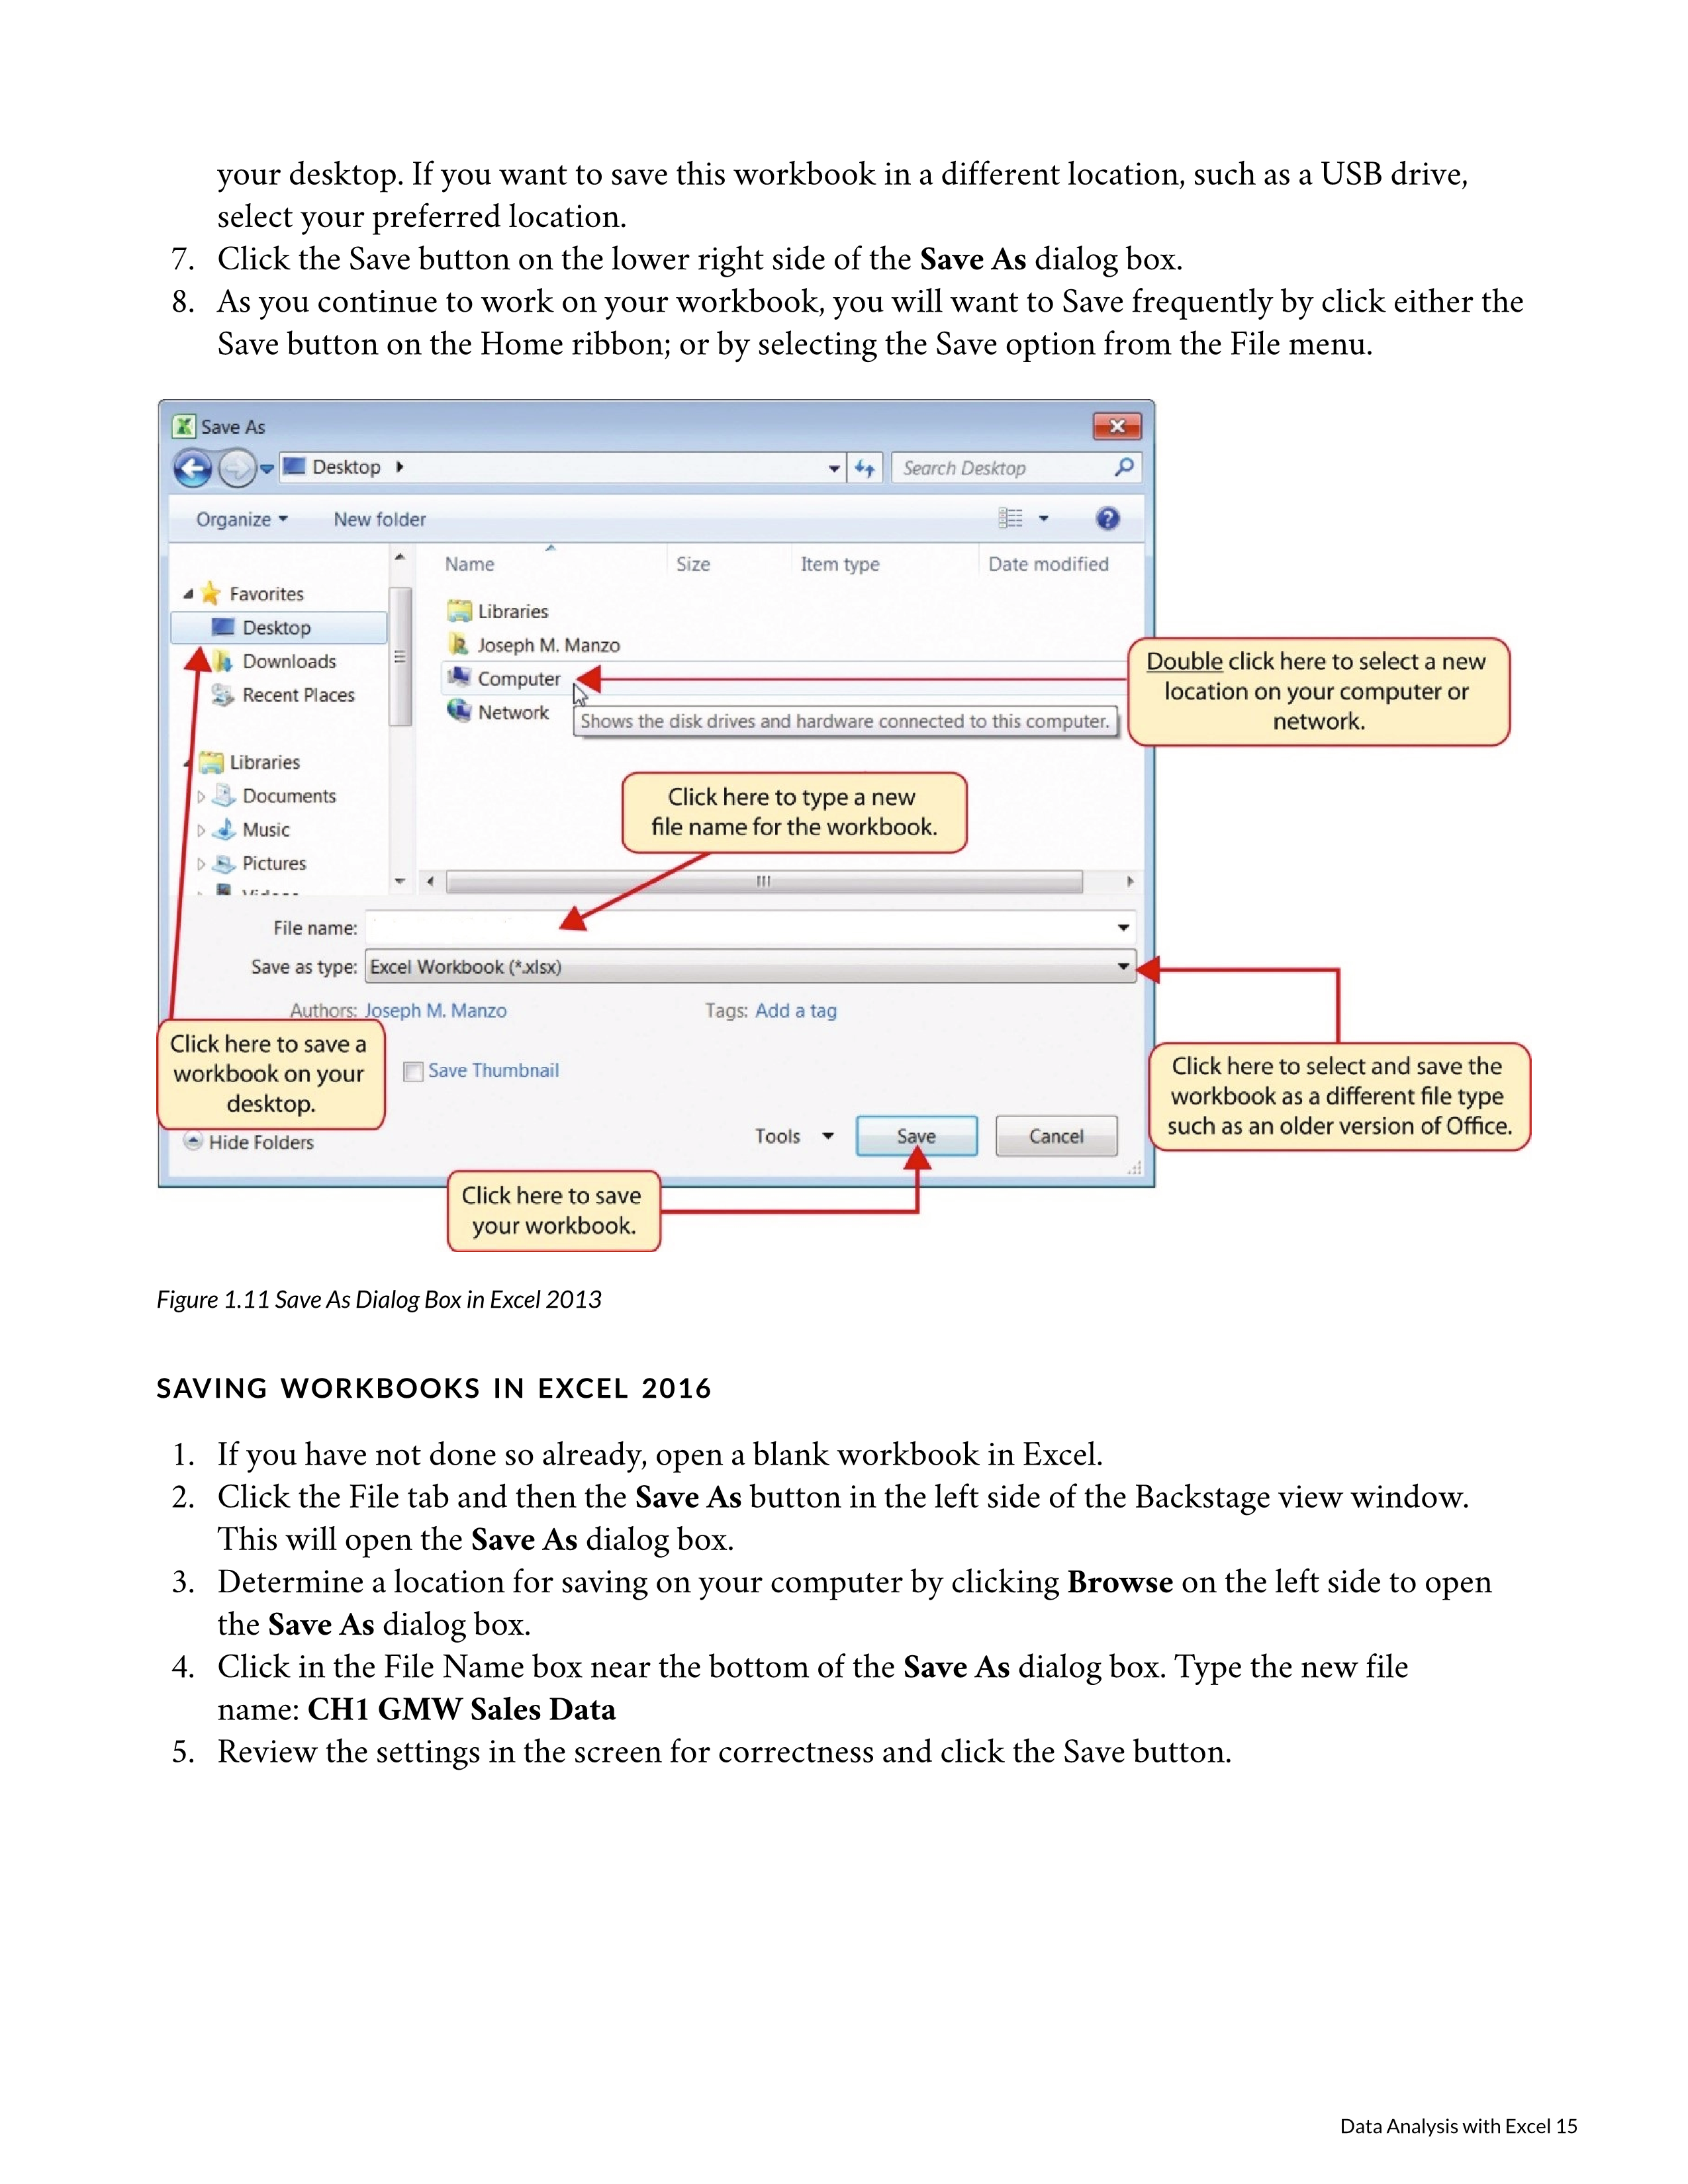 your desktop. If you want to save this workbook in a different location, such as a USB drive,
select your preferred location.
7. Click the Save button on the lower right side of the Save As dialog box.
8. As you continue to work on your workbook, you will want to Save frequently by click either the
Save button on the Home ribbon; or by selecting the Save option from the File menu.
Save As
Desktop
Search Desktop
Organize
New folder
Name Size Item type Date modified
Favorites
Desktop
Downloads
Recent Places
Libraries
Documents
Music
Pictures
Videos
Libraries
Joseph M. Manzo
Computer
Network
Shows the disk drives and hardware connected to this computer.
Double click here to select a new
location on your computer or
network.
Click here to type a new
file name for the workbook.
File name:
Save as type: Excel Workbook (*.xlsx)
Authors: Joseph M. Manzo Tags: Add a tag
Click here to save a
workbook on your
desktop.
Save Thumbnail
Click here to select and save the
workbook as a different file type
such as an older version of Office.
Hide Folders
Tools Save Cancel
Click here to save
your workbook.
Figure 1.11 Save As Dialog Box in Excel 2013
SAVING WORKBOOKS IN EXCEL 2016
1. If you have not done so already, open a blank workbook in Excel.
2. Click the File tab and then the Save As button in the left side of the Backstage view window.
This will open the Save As dialog box.
3. Determine a location for saving on your computer by clicking Browse on the left side to open
the Save As dialog box.
4. Click in the File Name box near the bottom of the Save As dialog box. Type the new file
name: CH1 GMW Sales Data
5. Review the settings in the screen for correctness and click the Save button.
Data Analysis with Excel 15